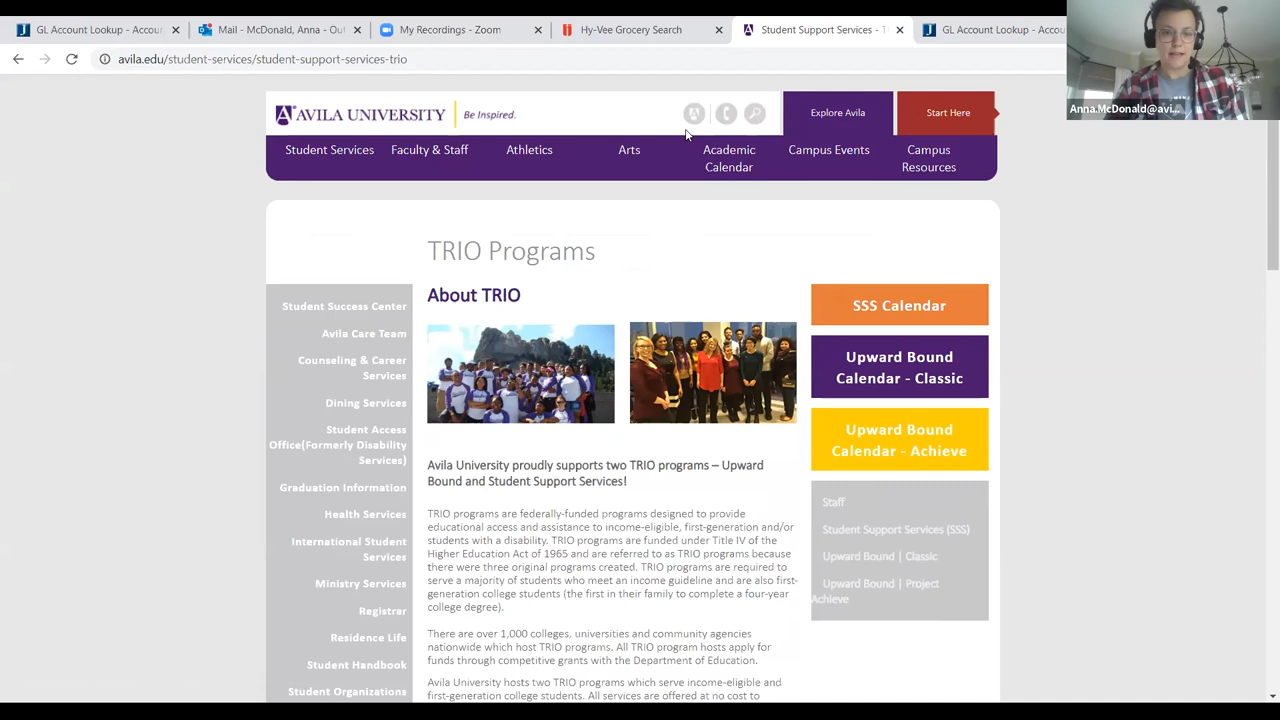 GL Account Lookup - Accou
Mail - McDonald, Anna - Out
My Recordings - Zoom
Hy-Vee Grocery Search
Student Support Services - T
GL Account Lookup - Accou
avila.edu/student-services/student-support-services-trio
Anna.McDonald@avi...
AVILA UNIVERSITY
Be Inspired.
Explore Avila
Start Here
Student Services
Faculty & Staff
Athletics
Arts
Academic
Calendar
Campus Events
Campus
Resources
TRIO Programs
Student Success Center
Avila Care Team
Counseling & Career
Services
Dining Services
Student Access
Office(Formerly Disability
Services)
Graduation Information
Health Services
International Student
Services
Ministry Services
Registrar
Residence Life
Student Handbook
Student Organizations
About TRIO
Avila University proudly supports two TRIO programs – Upward
Bound and Student Support Services!
TRIO programs are federally-funded programs designed to provide
educational access and assistance to income-eligible, first-generation and/or
students with a disability. TRIO programs are funded under Title IV of the
Higher Education Act of 1965 and are referred to as TRIO programs because
there were three original programs created. TRIO programs are required to
serve a majority of students who meet an income guideline and are also first-
generation college students (the first in their family to complete a four-year
college degree).
There are over 1,000 colleges, universities and community agencies
nationwide which host TRIO programs. All TRIO program hosts apply for
funds through competitive grants with the Department of Education.
Avila University hosts two TRIO programs which serve income-eligible and
first-generation college students. All services are offered at no cost to
SSS Calendar
Upward Bound
Calendar - Classic
Upward Bound
Calendar - Achieve
Staff
Student Support Services (SSS)
Upward Bound | Classic
Upward Bound | Project
Achieve